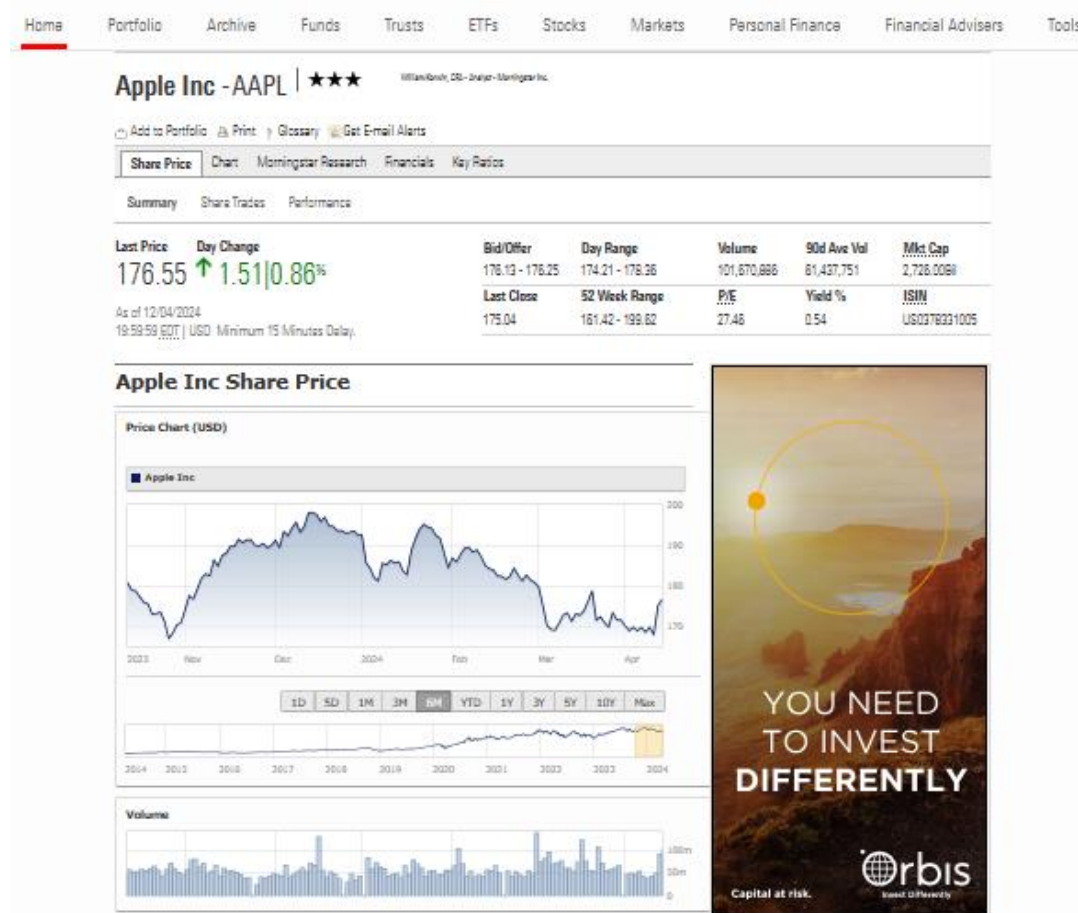 Home Portfolio Archive Funds Trusts ETFs Stocks Markets Personal Finance Financial Advisers Tools
Apple Inc - AAPL ★★★
Add to Portfolio Print Glossary Get E-mail Alerts
Share Price Chart Morningstar Research Financials Key Ratios
Summary Share Trades Performance
Last Price Day Change Bid/Offer Day Range Volume 90d Ave Vol Mkt Cap
176.55 1.51|0.86% 176.13 - 176.25 174.21 - 178.36 101,670,886 61,437,751 2,726.00Bil
Last Close 52 Week Range P/E Yield % ISIN
As of 12/04/2024 175.04 161.42 - 199.62 27.46 0.54 US0378331005
19:59:59 EDT | USD Minimum 15 Minutes Delay.
Apple Inc Share Price
Price Chart (USD)
Apple Inc
200
190
180
170
2023 Nov Dec 2024 Feb Mar Apr
1D 5D 1M 3M 6M YTD 1Y 3Y 5Y 10Y Max
2014 2015 2016 2017 2018 2019 2020 2021 2022 2023 2024
Volume
100m
50m
0
YOU NEED
TO INVEST
DIFFERENTLY
Orbis
Invest Differently
Capital at risk.